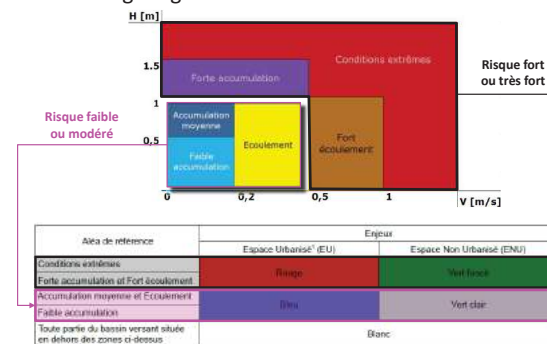 H [m]
Conditions extrêmes
1.5
Forte accumulation
Risque fort
ou très fort
1
Risque faible
ou modéré
Accumulation
moyenne
0,5
Ecoulement
Fort
écoulement
Faible
accumulation
0
0,2
0,5
1
V [m/s]
Aléa de référence
Enjeux
Espace Urbanisé¹ (EU)
Espace Non Urbanisé (ENU)
Conditions extrêmes
Rouge
Vert foncé
Forte accumulation et Fort écoulement
Accumulation moyenne et Ecoulement
Bleu
Vert clair
Faible accumulation
Toute partie du bassin versant située
en dehors des zones ci-dessus
Blanc